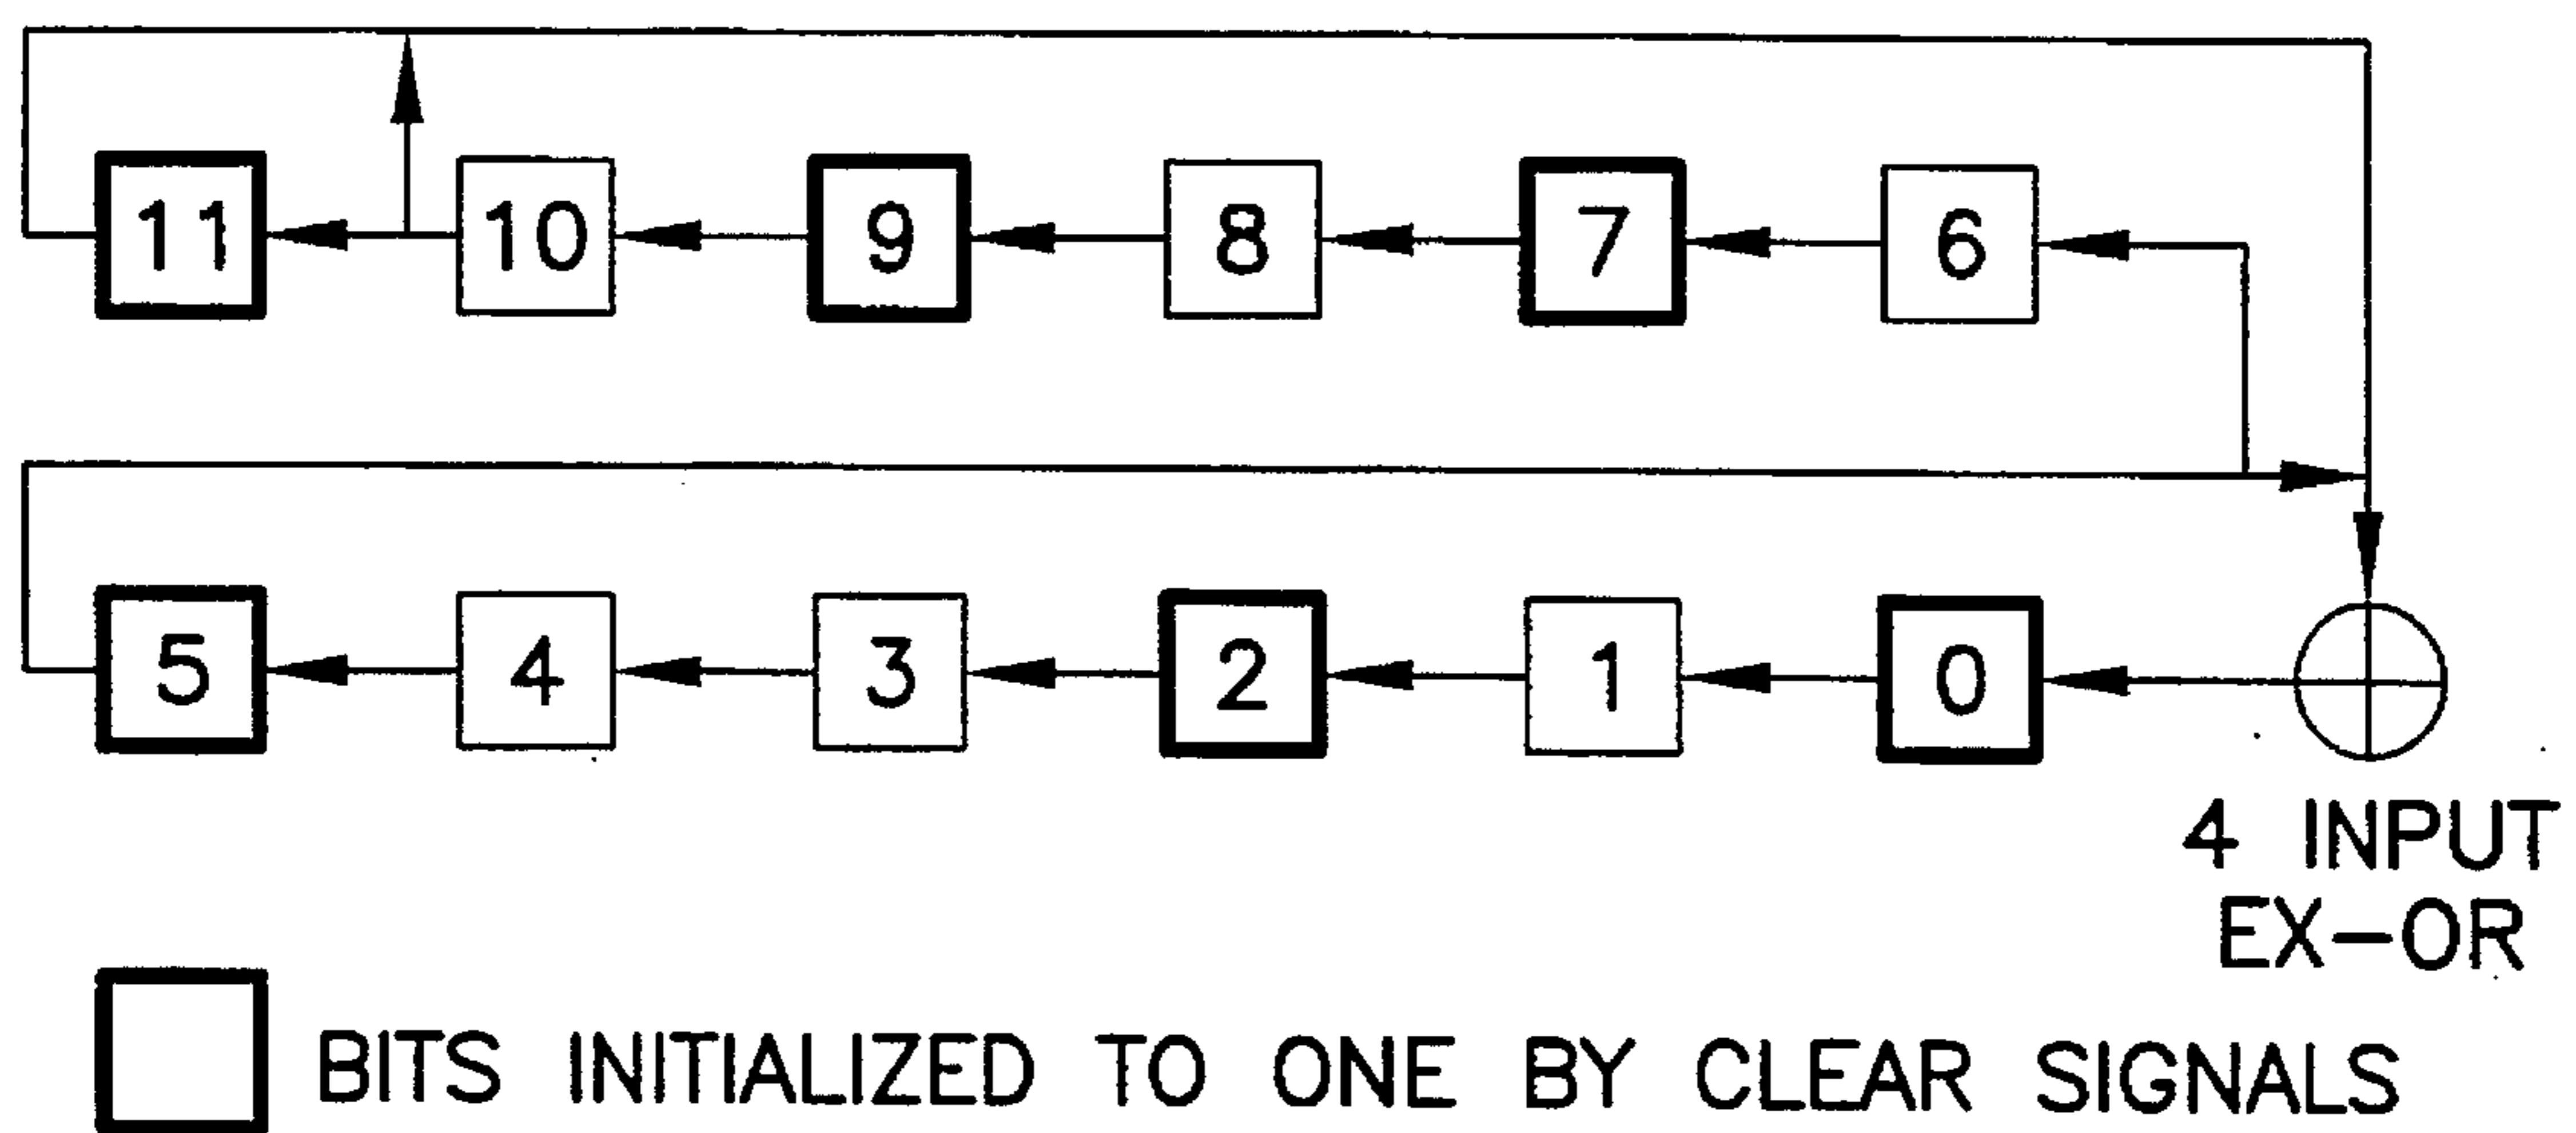 11 10 9 8 7 6
5 4 3 2 1 0
4 INPUT
EX-OR
BITS INITIALIZED TO ONE BY CLEAR SIGNALS